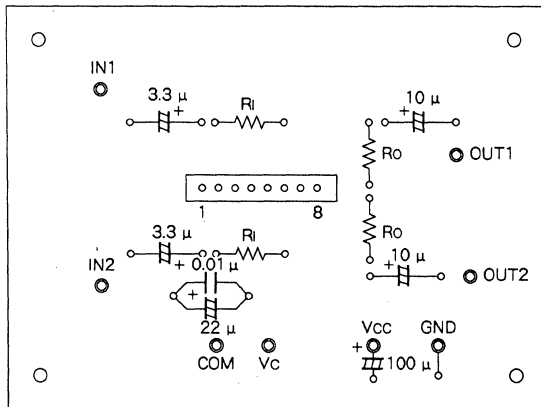 IN1
3.3 μ
+
RI
10 μ
+
RO
OUT1
1
8
3.3 μ
+
RI
RO
0.01 μ
10 μ
+
IN2
+
22 μ
OUT2
COM
VC
VCC
GND
+
100 μ